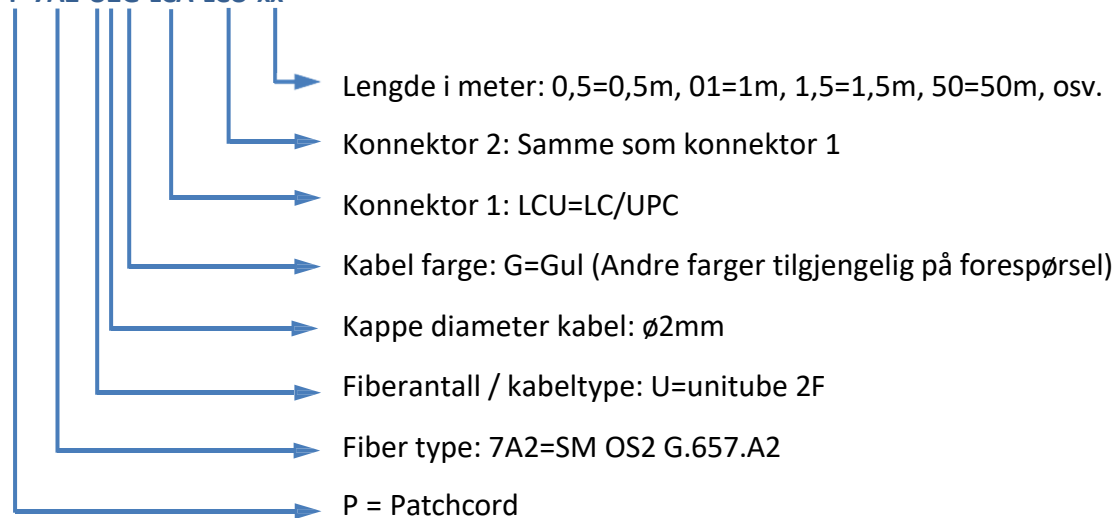 Lengde i meter: 0,5=0,5m, 01=1m, 1,5=1,5m, 50=50m, osv.
Konnektor 2: Samme som konnektor 1
Konnektor 1: LCU=LC/UPC
Kabel farge: G=Gul (Andre farger tilgjengelig på forespørsel)
Kappe diameter kabel: ø2mm
Fiberantall / kabeltype: U=unitube 2F
Fiber type: 7A2=SM OS2 G.657.A2
P = Patchcord